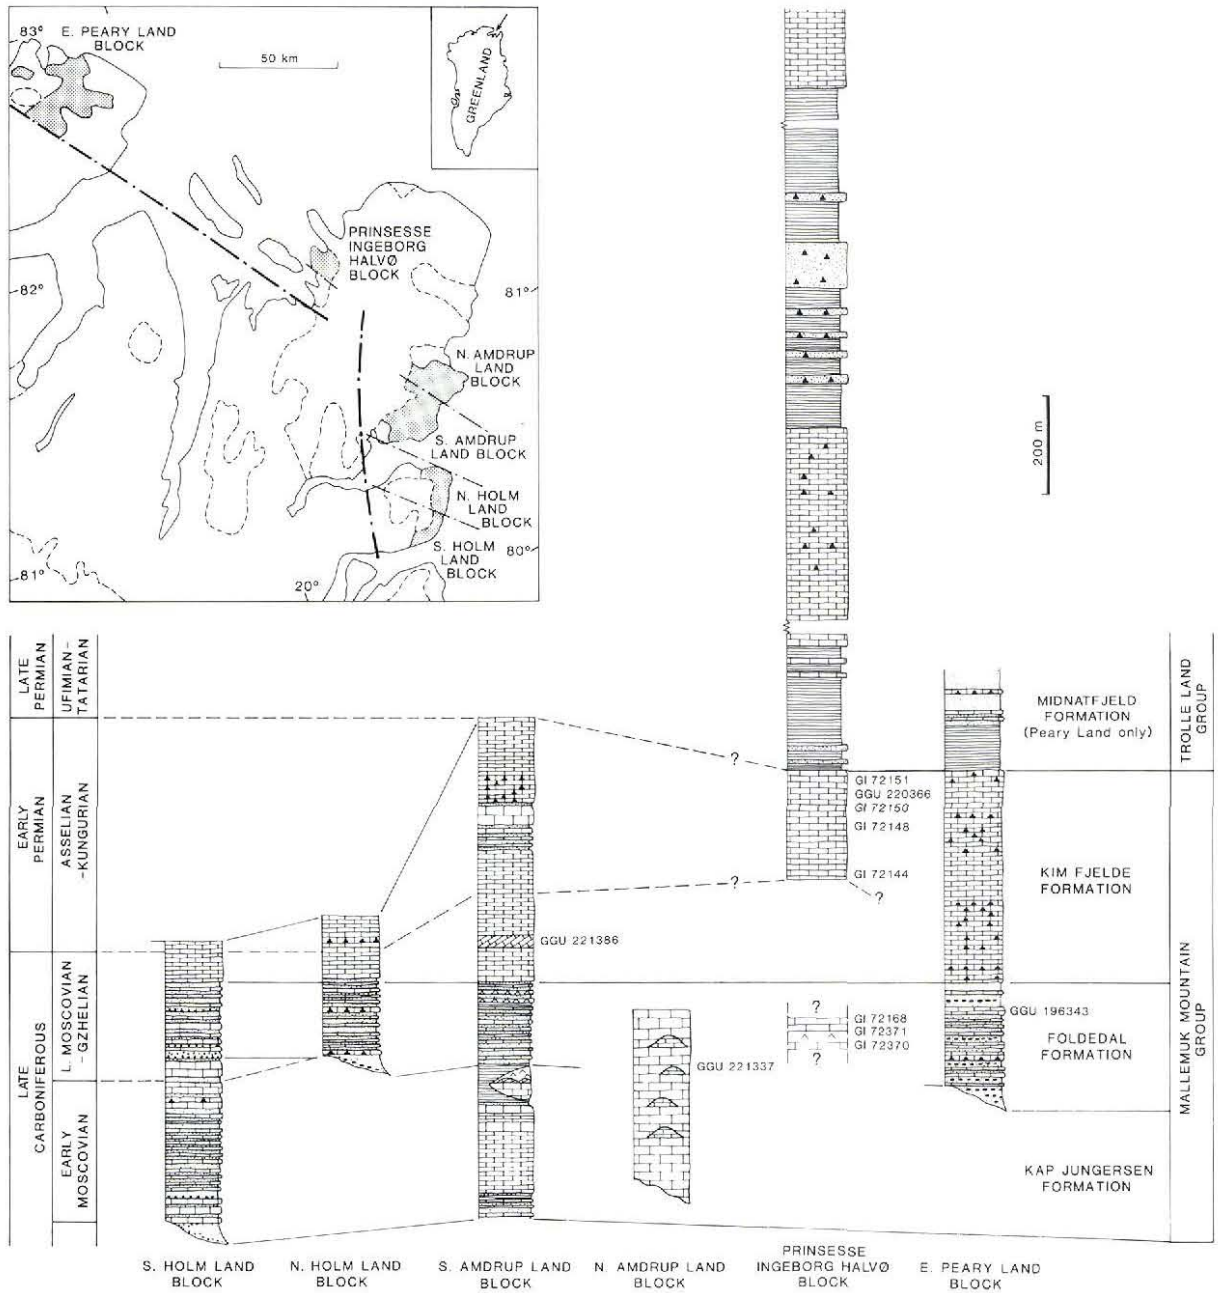 83°
E. PEARY LAND
BLOCK
50 km
GREENLAND
PRINSESSE
INGEBORG
HALVØ
BLOCK
82°
81°
N. AMDRUP
LAND
BLOCK
S. AMDRUP
LAND BLOCK
N. HOLM
LAND
BLOCK
S. HOLM
LAND
BLOCK
80°
81°
20°
200 m
LATE
PERMIAN
UFIMIAN-
TATARIAN
EARLY
PERMIAN
ASSELIAN
-KUNGURIAN
LATE
CARBONIFEROUS
L. MOSCOVIAN
- GZHELIAN
EARLY
MOSCOVIAN
GGU 221386
GGU 221337
?
?
?
GI 72151
GGU 220366
GI 72150
GI 72148
GI 72144
?
GI 72168
GI 72371
GI 72370
?
GGU 196343
MIDNATFJELD
FORMATION
(Peary Land only)
KIM FJELDE
FORMATION
FOLDEDAL
FORMATION
KAP JUNGERSEN
FORMATION
TROLLE LAND
GROUP
MALLEMUK MOUNTAIN
GROUP
S. HOLM LAND
BLOCK
N. HOLM LAND
BLOCK
S. AMDRUP LAND
BLOCK
N. AMDRUP LAND
BLOCK
PRINSESSE
INGEBORG HALVØ
BLOCK
E. PEARY LAND
BLOCK